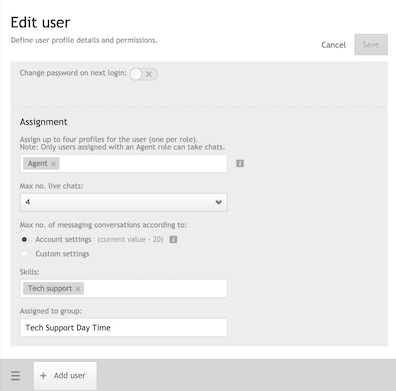 Edit user
Define user profile details and permissions.
Cancel
Save
Change password on next login:
Assignment
Assign up to four profiles for the user (one per role).
Note: Only users assigned with an Agent role can take chats.
Agent ×
Max no. live chats:
4
Max no. of messaging conversations according to:
Account settings (current value - 20)
Custom settings
Skills:
Tech support ×
Assigned to group:
Tech Support Day Time
+ Add user